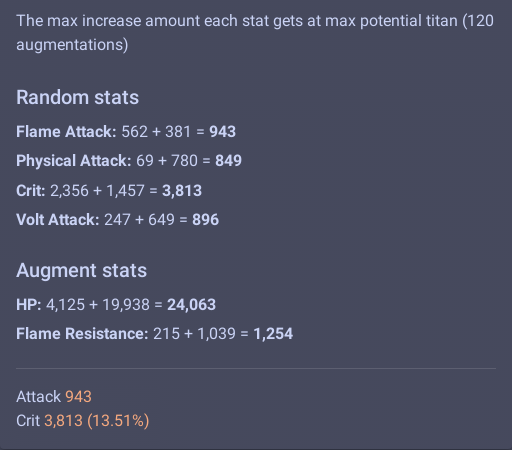 The max increase amount each stat gets at max potential titan (120
augmentations)
Random stats
Flame Attack: 562 + 381 = 943
Physical Attack: 69 + 780 = 849
Crit: 2,356 + 1,457 = 3,813
Volt Attack: 247 + 649 = 896
Augment stats
HP: 4,125 + 19,938 = 24,063
Flame Resistance: 215 + 1,039 = 1,254
Attack 943
Crit 3,813 (13.51%)